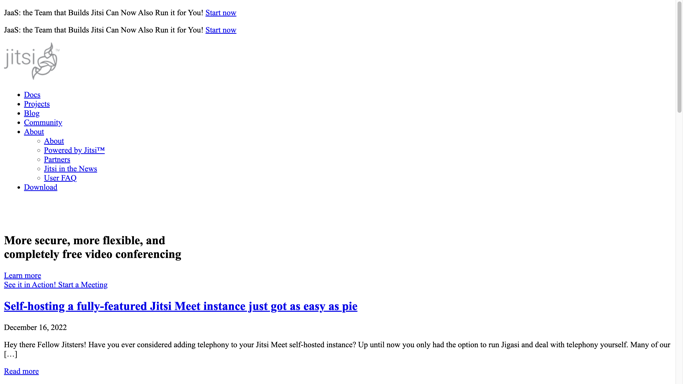 JaaS: the Team that Builds Jitsi Can Now Also Run it for You! Start now
JaaS: the Team that Builds Jitsi Can Now Also Run it for You! Start now
jitsi
Docs
Projects
Blog
Community
About
About
Powered by Jitsi™
Partners
Jitsi in the News
User FAQ
Download
More secure, more flexible, and
completely free video conferencing
Learn more
See it in Action! Start a Meeting
Self-hosting a fully-featured Jitsi Meet instance just got as easy as pie
December 16, 2022
Hey there Fellow Jitsters! Have you ever considered adding telephony to your Jitsi Meet self-hosted instance? Up until now you only had the option to run Jigasi and deal with telephony yourself. Many of our
[…]
Read more